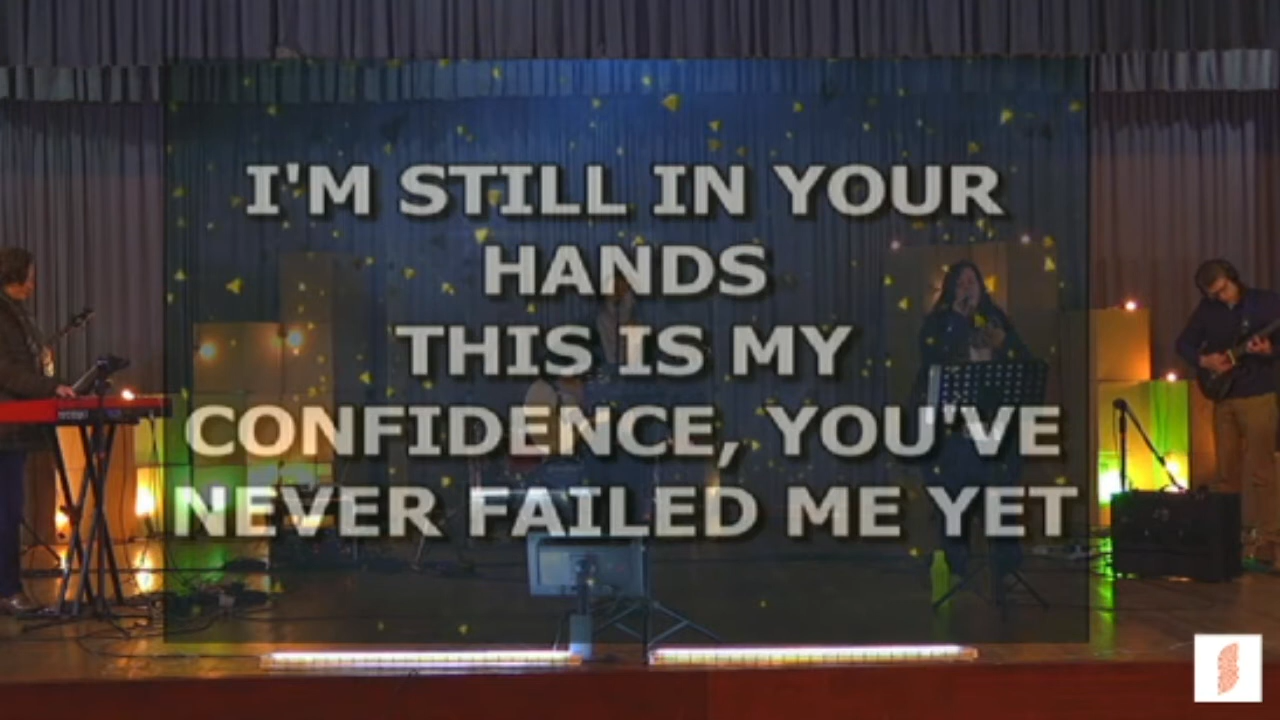 I'M STILL IN YOUR
HANDS
THIS IS MY
CONFIDENCE, YOU'VE
NEVER FAILED ME YET